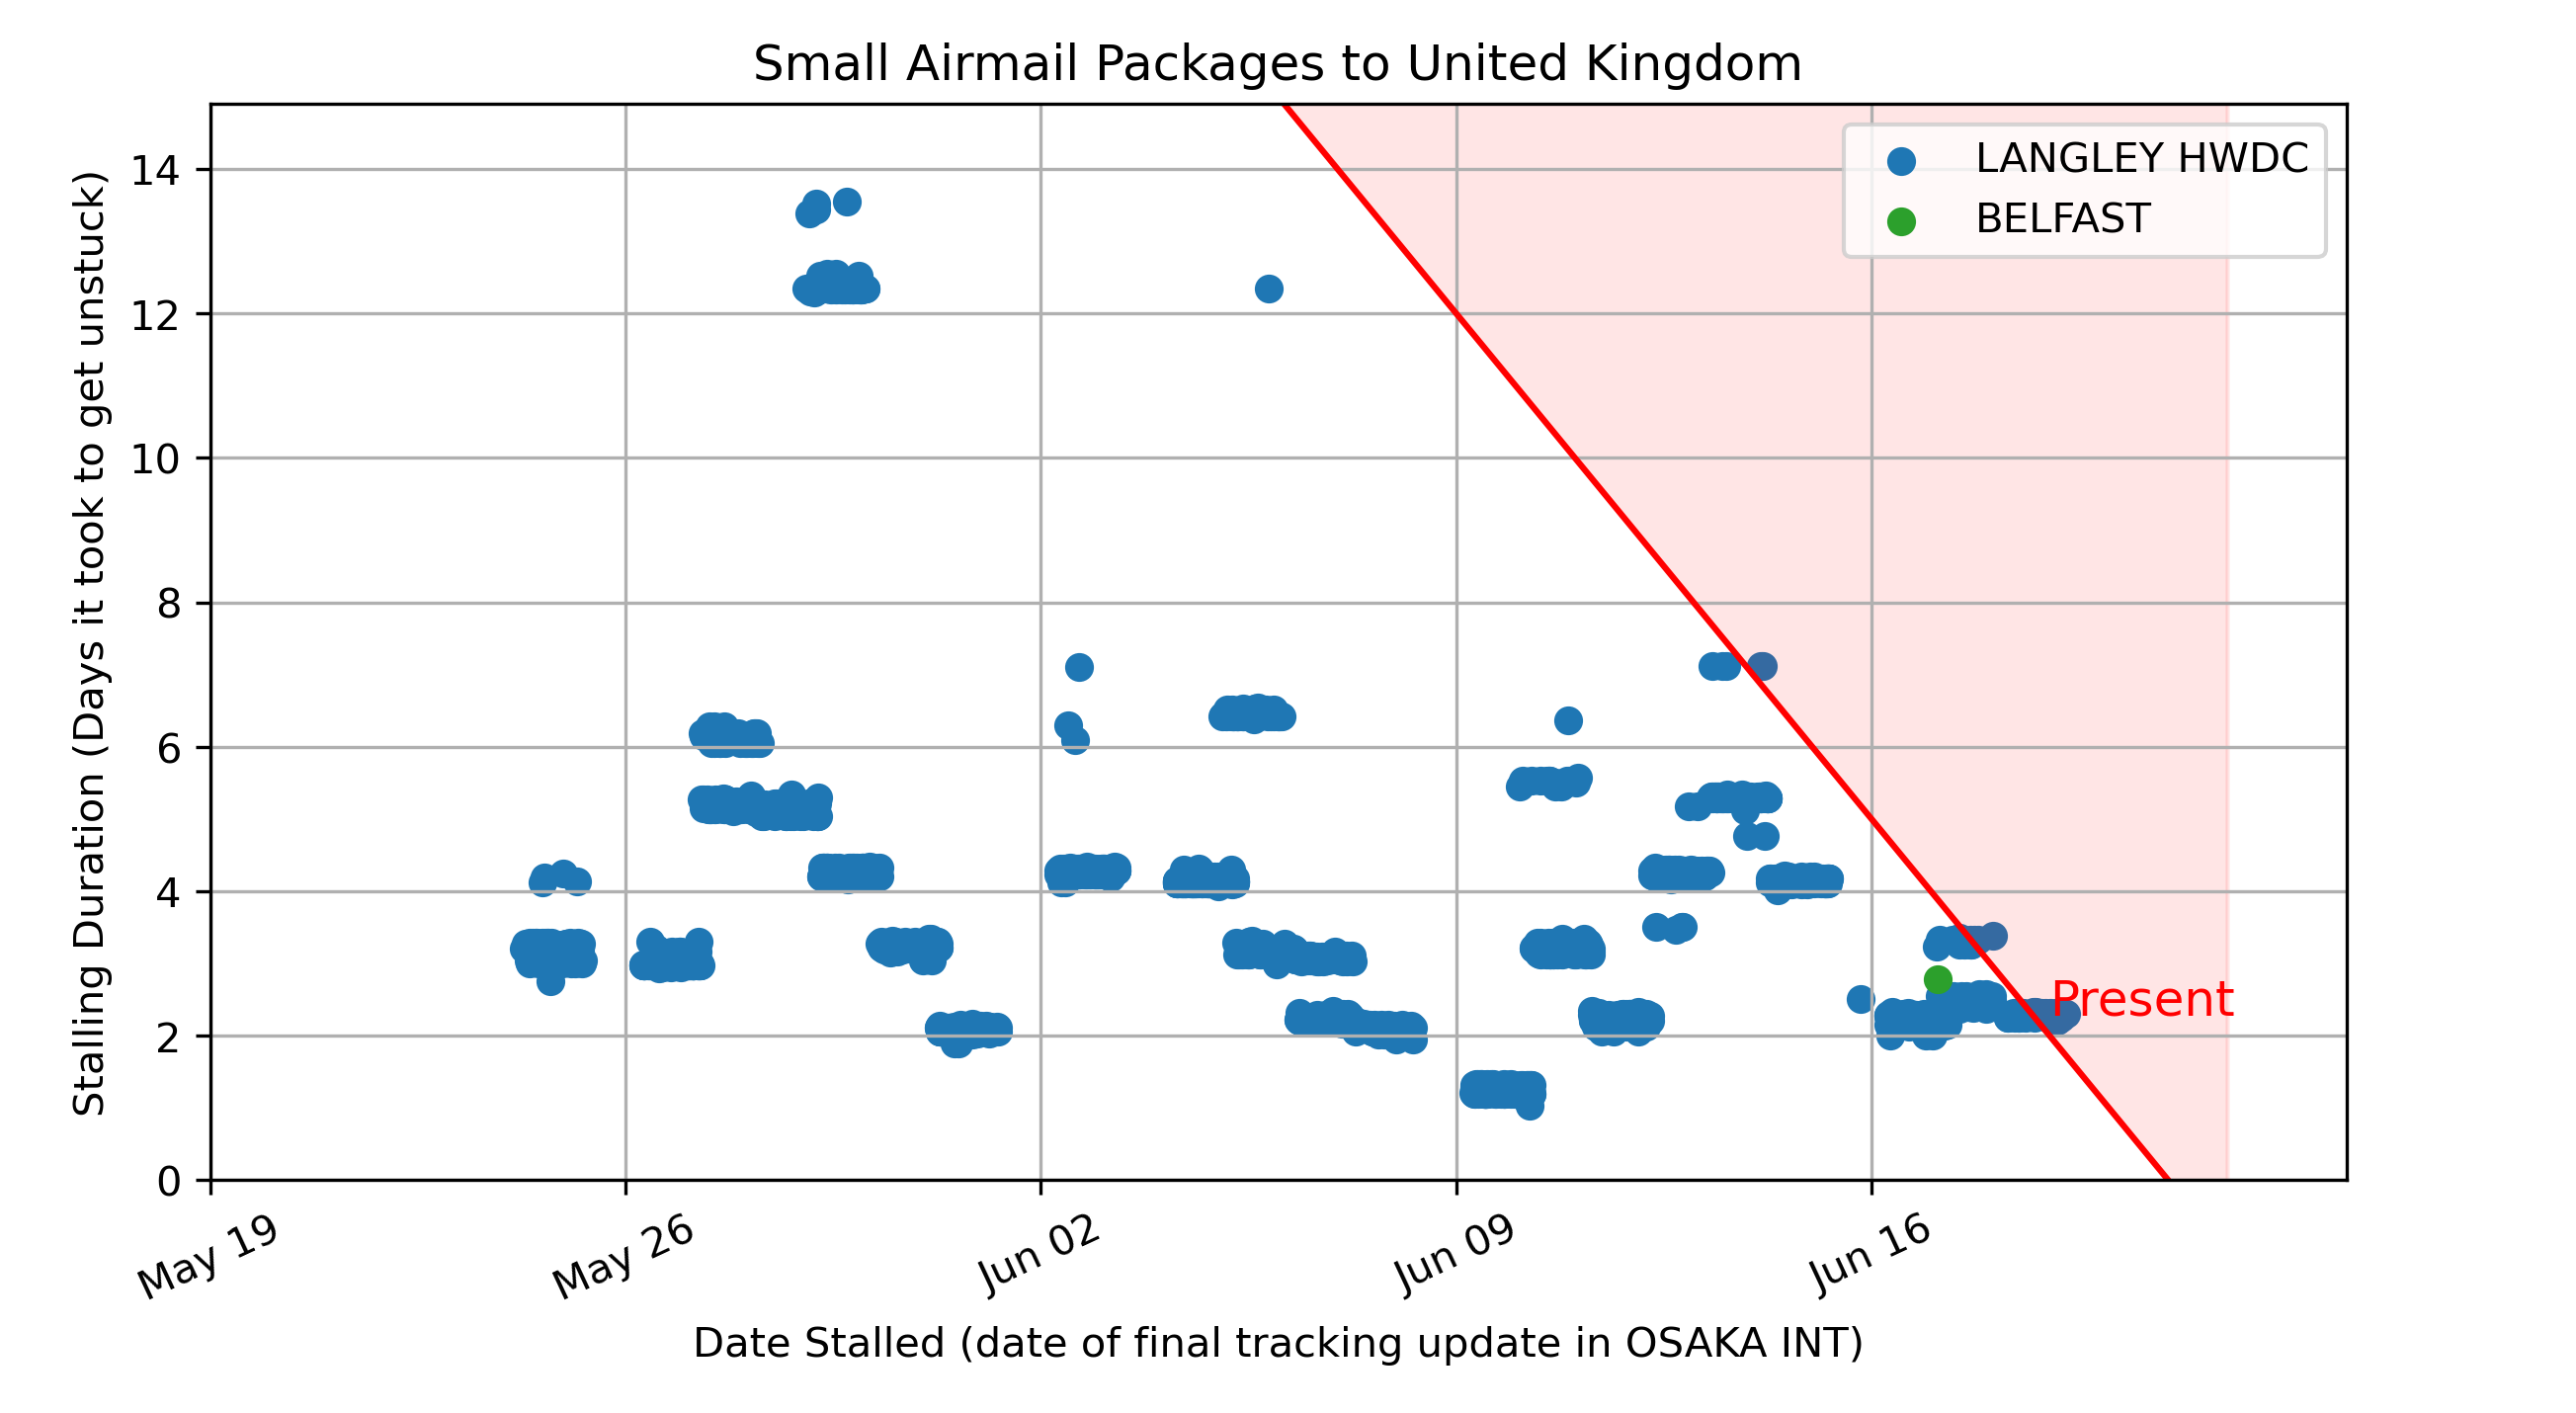 Small Airmail Packages to United Kingdom
Stalling Duration (Days it took to get unstuck)
14
12
10
8
6
4
2
0
LANGLEY HWDC
BELFAST
Present
May 19
May 26
Jun 02
Jun 09
Jun 16
Date Stalled (date of final tracking update in OSAKA INT)